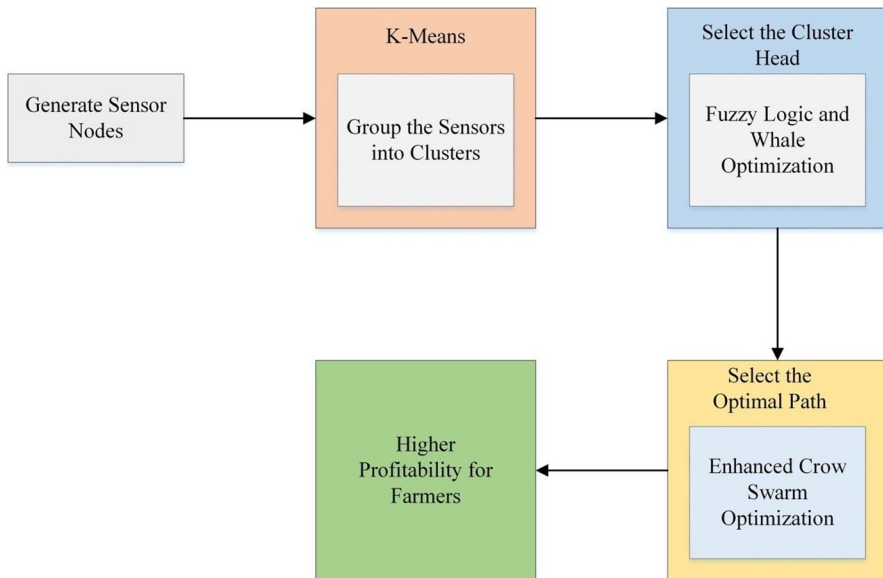 Generate Sensor
Nodes
K-Means
Group the Sensors
into Clusters
Select the Cluster
Head
Fuzzy Logic and
Whale
Optimization
Select the
Optimal Path
Enhanced Crow
Swarm
Optimization
Higher
Profitability for
Farmers